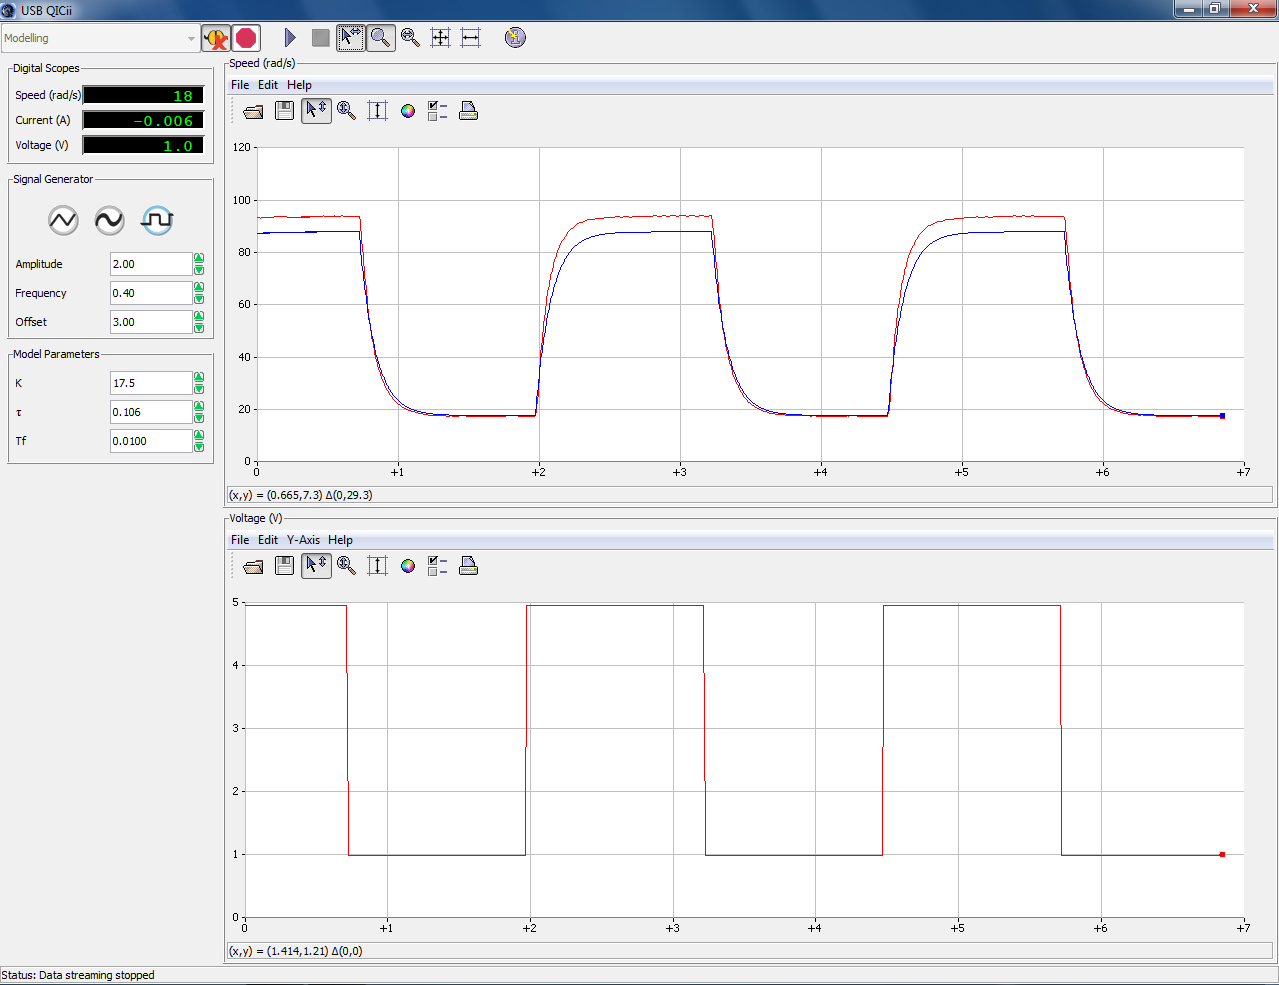 USB QICii
Modelling
Digital Scopes
Speed (rad/s) 18
Current (A) -0.006
Voltage (V) 1.0
Signal Generator
Amplitude 2.00
Frequency 0.40
Offset 3.00
Model Parameters
K 17.5
τ 0.106
Tf 0.0100
Speed (rad/s)
File Edit Help
120
100
80
60
40
20
0
0 +1 +2 +3 +4 +5 +6 +7
(x,y) = (0.665,7.3) Δ(0,29.3)
Voltage (V)
File Edit Y-Axis Help
5
4
3
2
1
0
0 +1 +2 +3 +4 +5 +6 +7
(x,y) = (1.414,1.21) Δ(0,0)
Status: Data streaming stopped